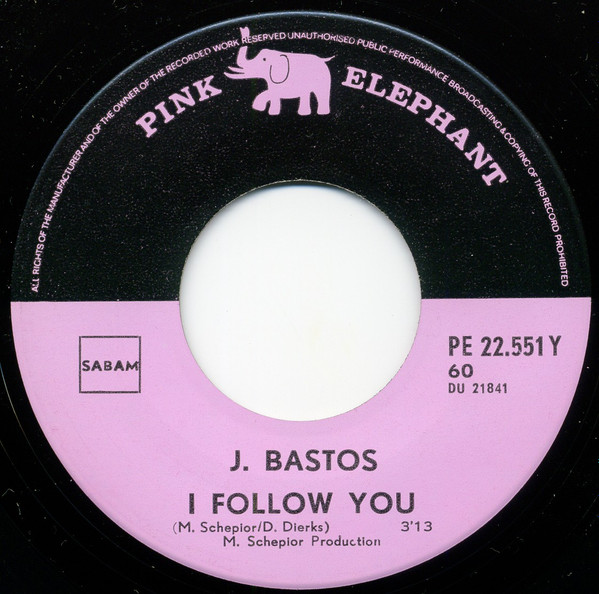 ALL RIGHTS OF THE MANUFACTURER AND OF THE OWNER OF THE RECORDED WORK RESERVED UNAUTHORISED PUBLIC PERFORMANCE BROADCASTING & COPYING OF THIS RECORD PROHIBITED
PINK ELEPHANT
SABAM
PE 22.551 Y
60
DU 21841
J. BASTOS
I FOLLOW YOU
(M. Schepior/D. Dierks) 3'13
M. Schepior Production